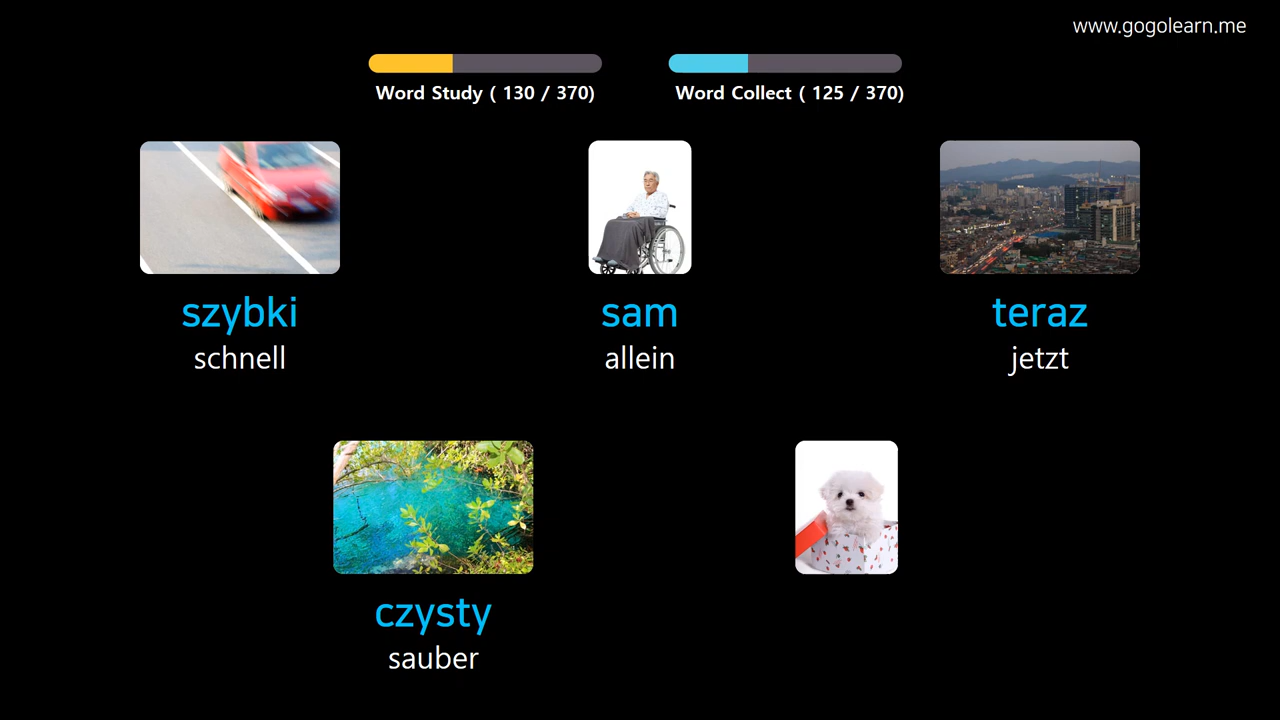 www.gogolearn.me
Word Study ( 130 / 370)
Word Collect ( 125 / 370)
szybki
schnell
sam
allein
teraz
jetzt
czysty
sauber